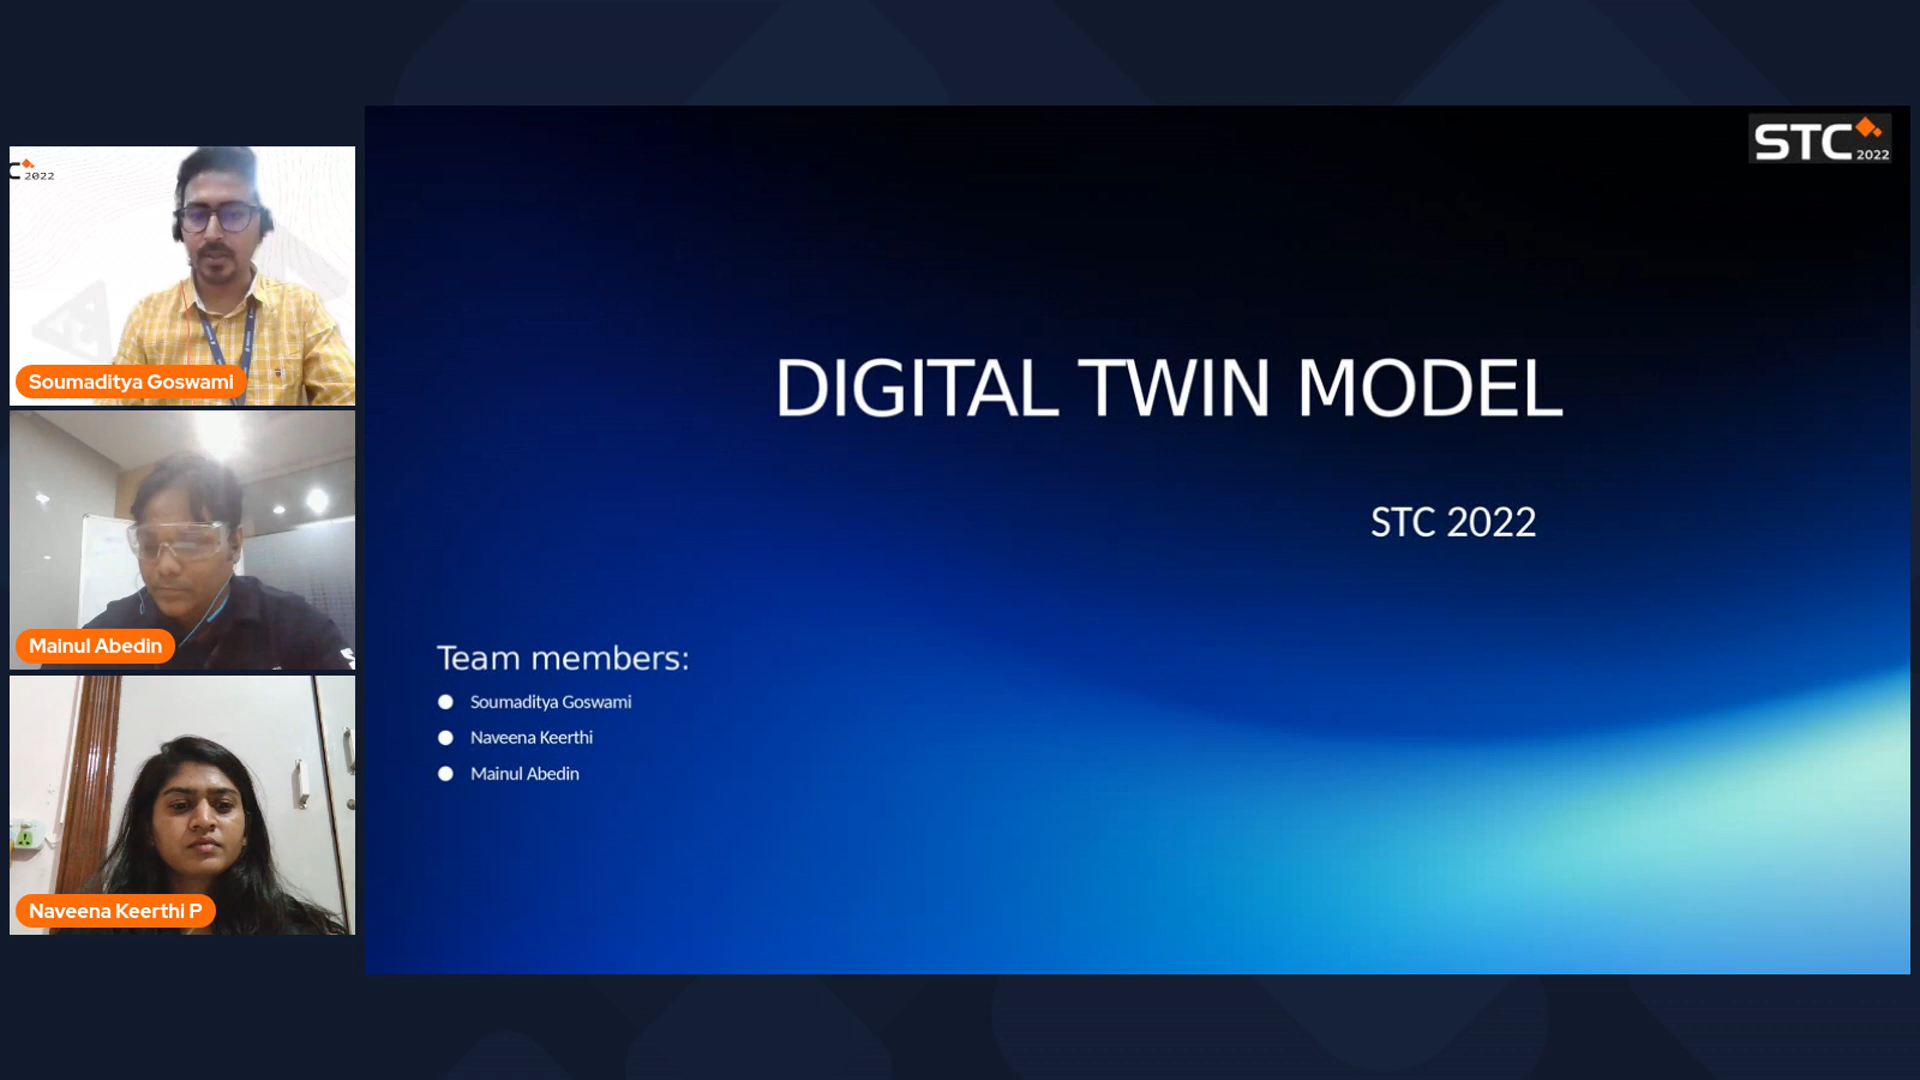 C 2022
Soumaditya Goswami
Mainul Abedin
Naveena Keerthi P
STC 2022
DIGITAL TWIN MODEL
STC 2022
Team members:
Soumaditya Goswami
Naveena Keerthi
Mainul Abedin